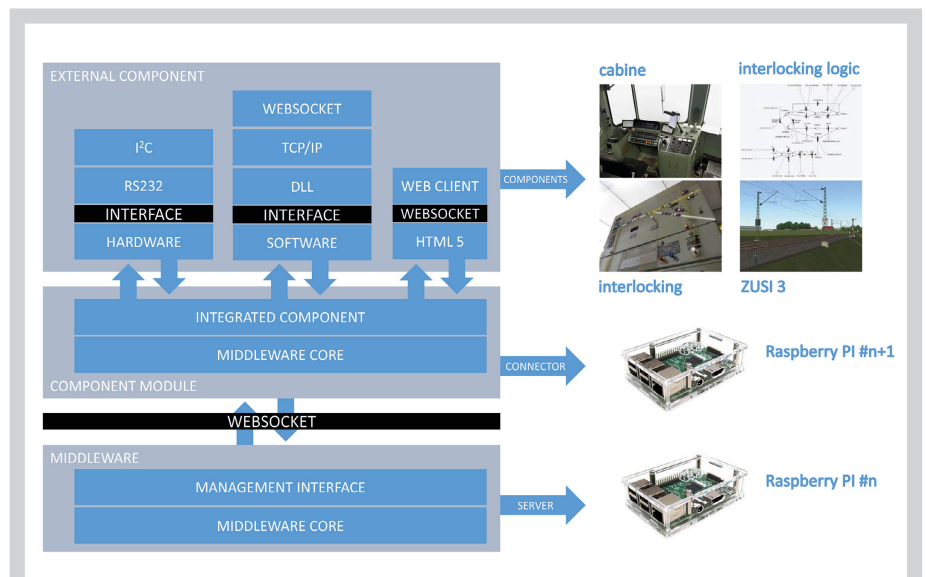 EXTERNAL COMPONENT
I²C
RS232
INTERFACE
HARDWARE
WEBSOCKET
TCP/IP
DLL
INTERFACE
SOFTWARE
WEB CLIENT
WEBSOCKET
HTML 5
COMPONENTS
cabine
interlocking logic
interlocking
ZUSI 3
INTEGRATED COMPONENT
MIDDLEWARE CORE
COMPONENT MODULE
CONNECTOR
Raspberry PI #n+1
WEBSOCKET
MIDDLEWARE
MANAGEMENT INTERFACE
MIDDLEWARE CORE
SERVER
Raspberry PI #n